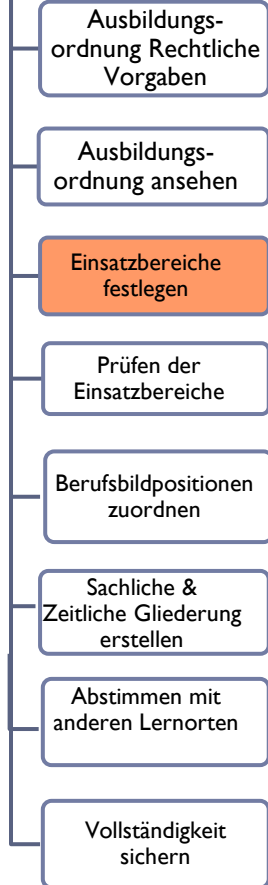 Ausbildungs-
ordnung Rechtliche
Vorgaben
Ausbildungs-
ordnung ansehen
Einsatzbereiche
festlegen
Prüfen der
Einsatzbereiche
Berufsbildpositionen
zuordnen
Sachliche &
Zeitliche Gliederung
erstellen
Abstimmen mit
anderen Lernorten
Vollständigkeit
sichern